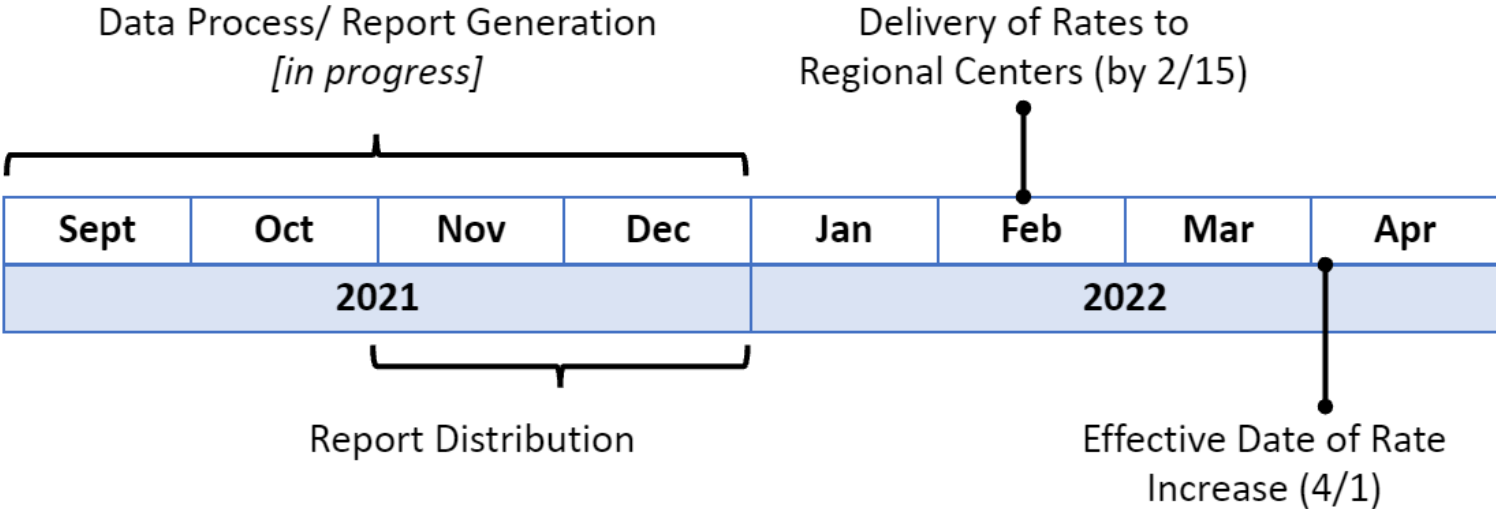 Data Process/ Report Generation
[in progress]
Delivery of Rates to
Regional Centers (by 2/15)
Sept Oct Nov Dec Jan Feb Mar Apr
2021 2022
Report Distribution
Effective Date of Rate
Increase (4/1)